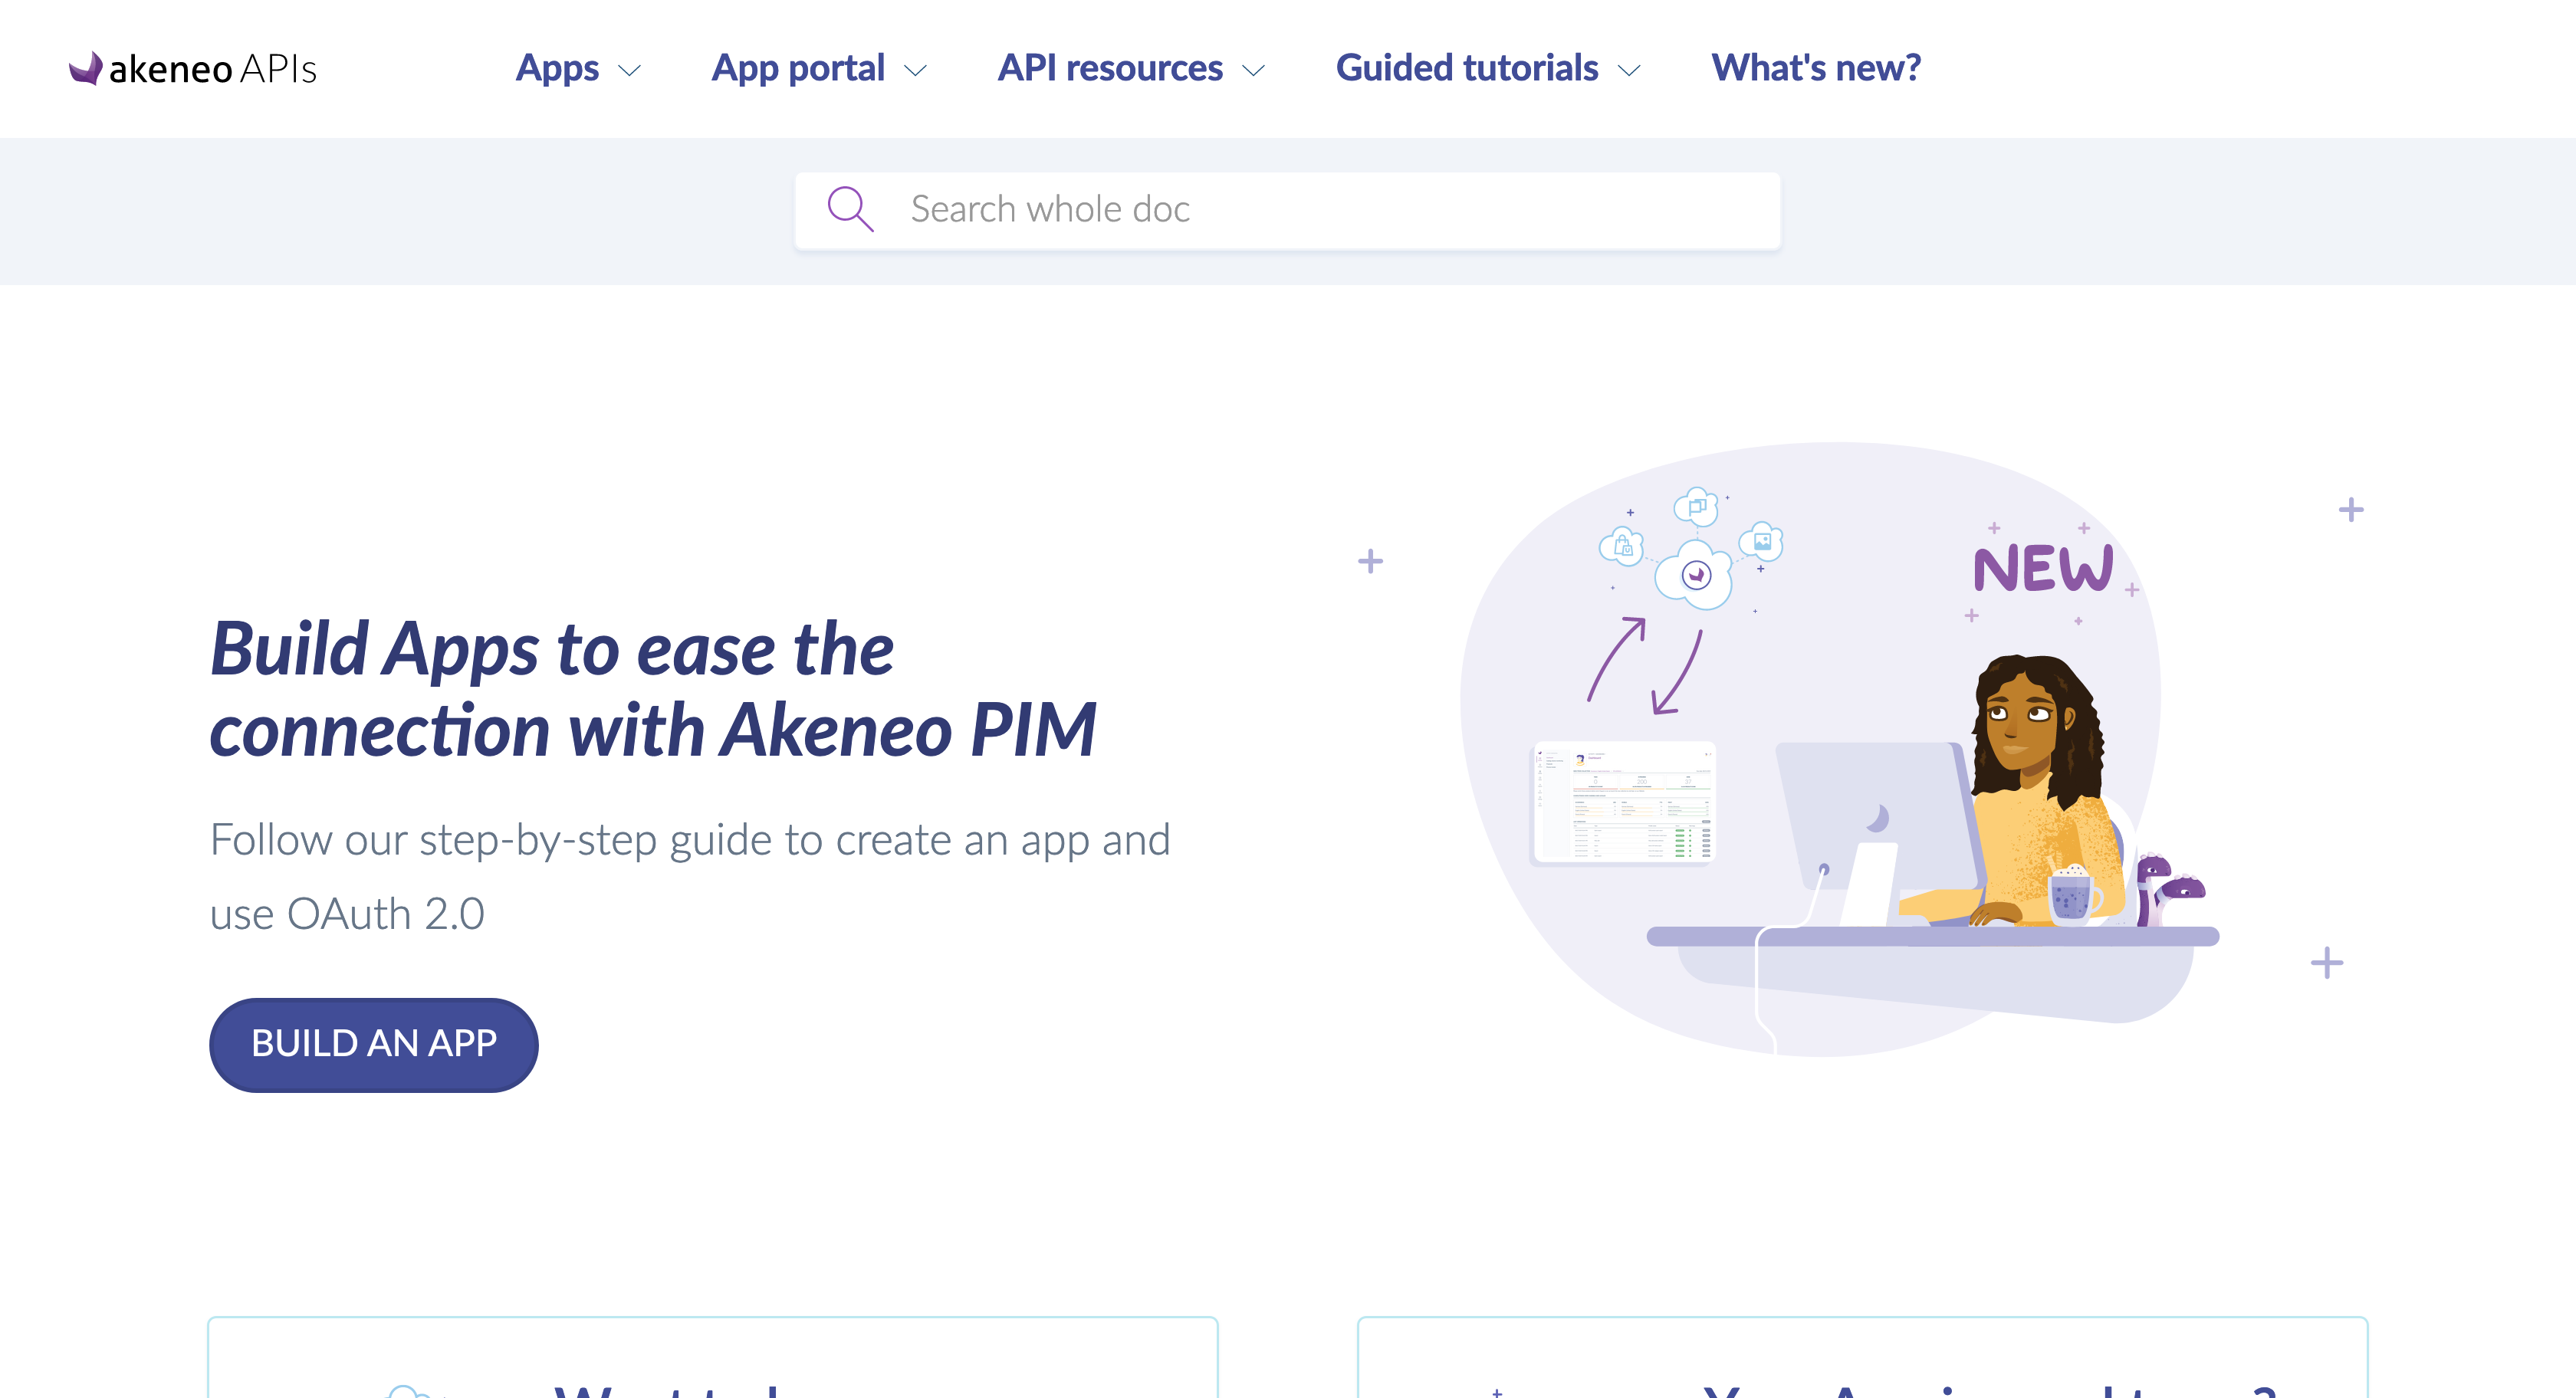 akeneo APIs
Apps
App portal
API resources
Guided tutorials
What's new?
Search whole doc
NEW
Build Apps to ease the
connection with Akeneo PIM
Follow our step-by-step guide to create an app and
use OAuth 2.0
BUILD AN APP